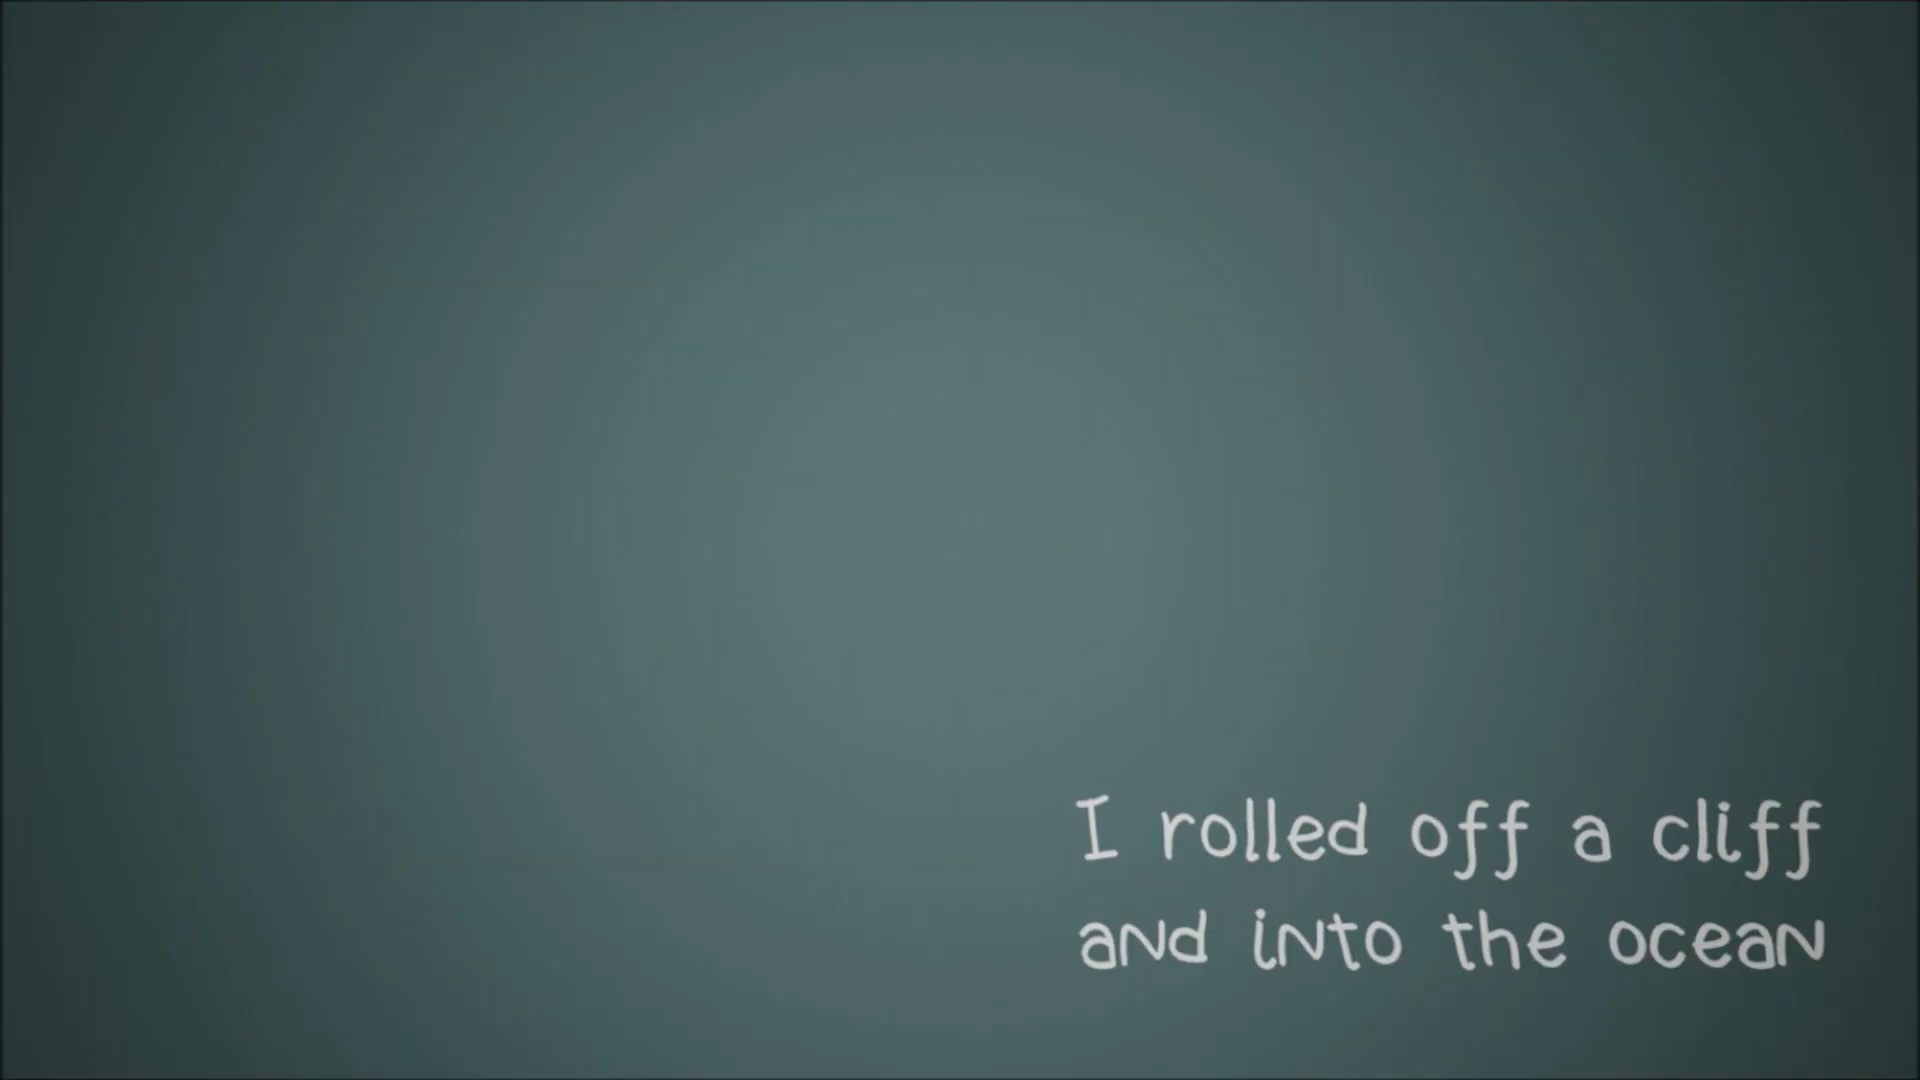 I rolled off a cliff
and into the ocean